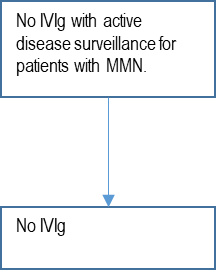 No IVIg with active
disease surveillance for
patients with MMN.
No IVIg